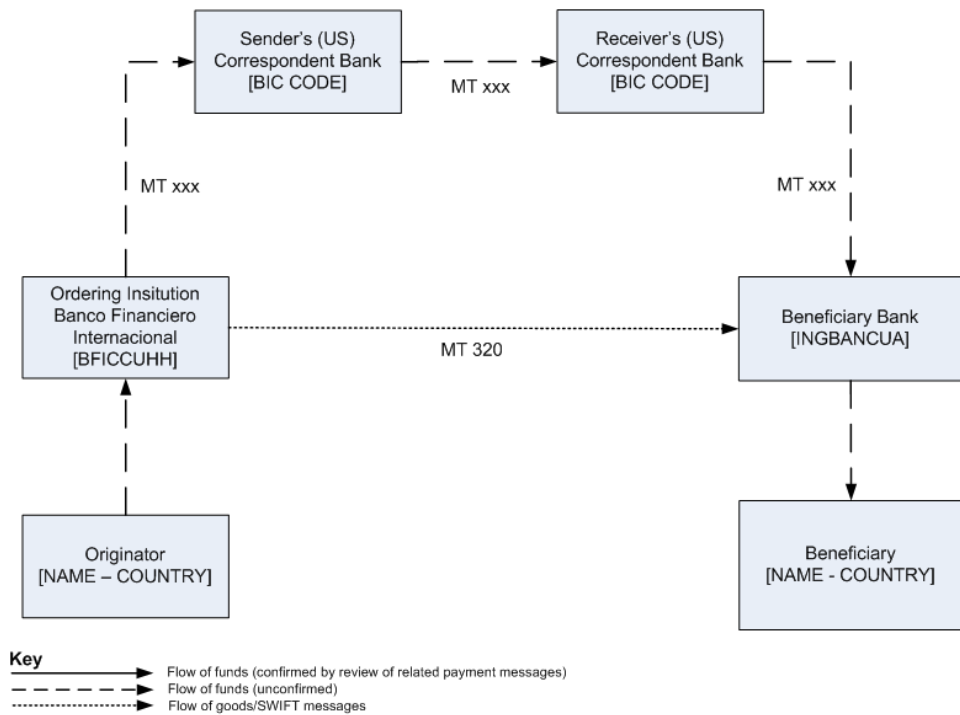 Sender's (US)
Correspondent Bank
[BIC CODE]
MT xxx
Receiver's (US)
Correspondent Bank
[BIC CODE]
MT xxx
MT xxx
Ordering Insitution
Banco Financiero
Internacional
[BFICCUHH]
MT 320
Beneficiary Bank
[INGBANCUA]
Originator
[NAME – COUNTRY]
Beneficiary
[NAME - COUNTRY]
Key
Flow of funds (confirmed by review of related payment messages)
Flow of funds (unconfirmed)
Flow of goods/SWIFT messages